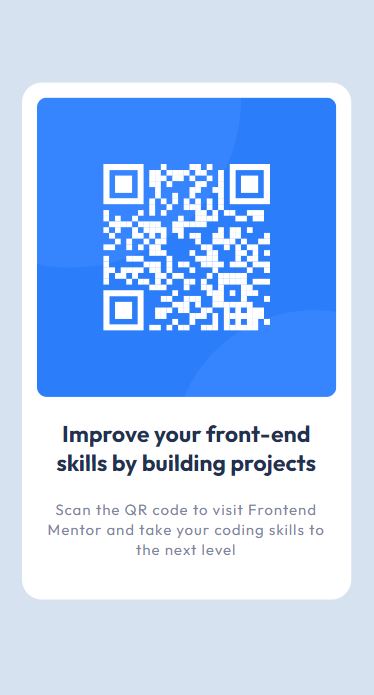 Improve your front-end
skills by building projects
Scan the QR code to visit Frontend
Mentor and take your coding skills to
the next level